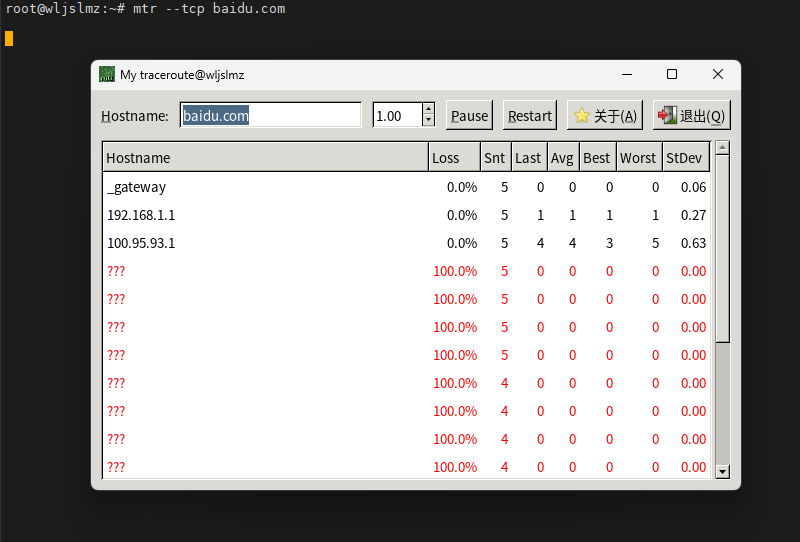 root@wljslmz:~# mtr --tcp baidu.com
My traceroute@wljslmz
Hostname: baidu.com 1.00 Pause Restart 关于(A) 退出(Q)
Hostname Loss Snt Last Avg Best Worst StDev
_gateway 0.0% 5 0 0 0 0 0.06
192.168.1.1 0.0% 5 1 1 1 1 0.27
100.95.93.1 0.0% 5 4 4 3 5 0.63
??? 100.0% 5 0 0 0 0 0.00
??? 100.0% 5 0 0 0 0 0.00
??? 100.0% 5 0 0 0 0 0.00
??? 100.0% 5 0 0 0 0 0.00
??? 100.0% 4 0 0 0 0 0.00
??? 100.0% 4 0 0 0 0 0.00
??? 100.0% 4 0 0 0 0 0.00
??? 100.0% 4 0 0 0 0 0.00